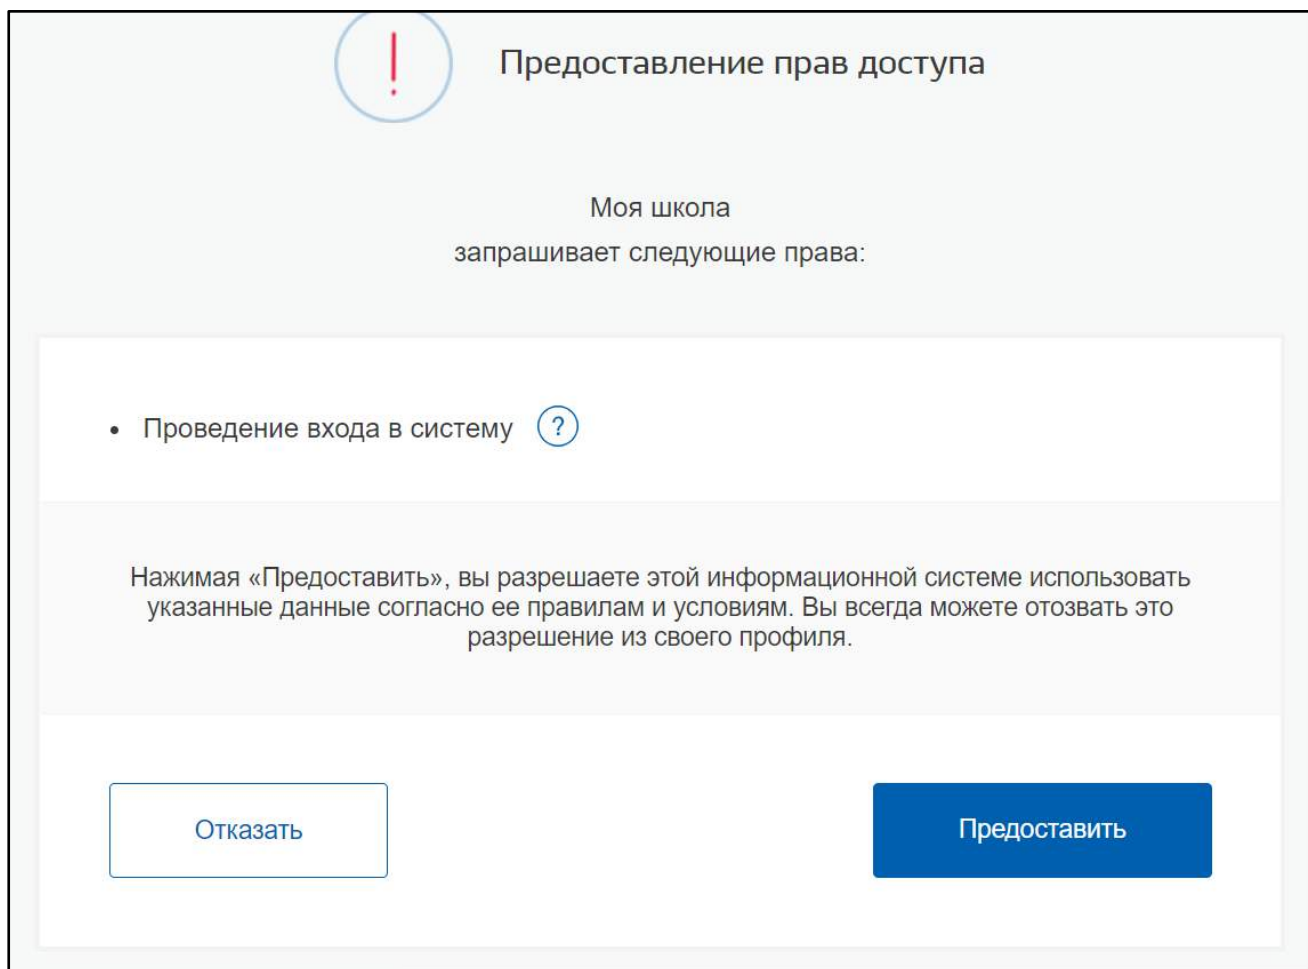 Предоставление прав доступа
Моя школа
запрашивает следующие права:
• Проведение входа в систему ?
Нажимая «Предоставить», вы разрешаете этой информационной системе использовать
указанные данные согласно ее правилам и условиям. Вы всегда можете отозвать это
разрешение из своего профиля.
Отказать
Предоставить